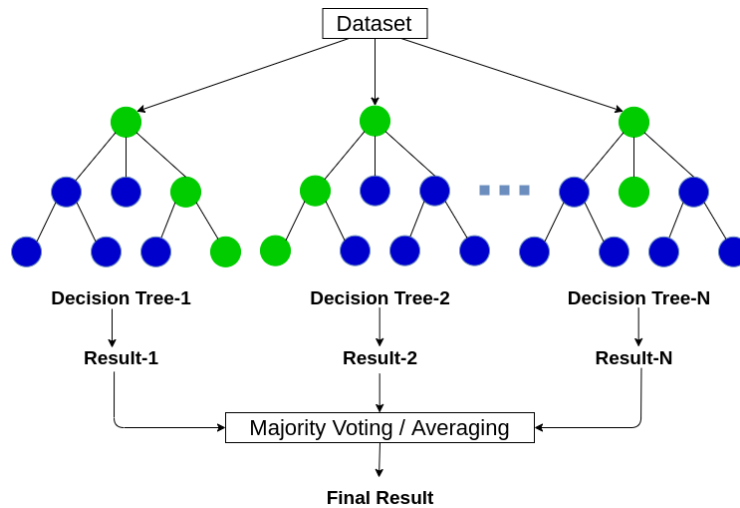 Dataset
Decision Tree-1
Decision Tree-2
Decision Tree-N
Result-1
Result-2
Result-N
Majority Voting / Averaging
Final Result